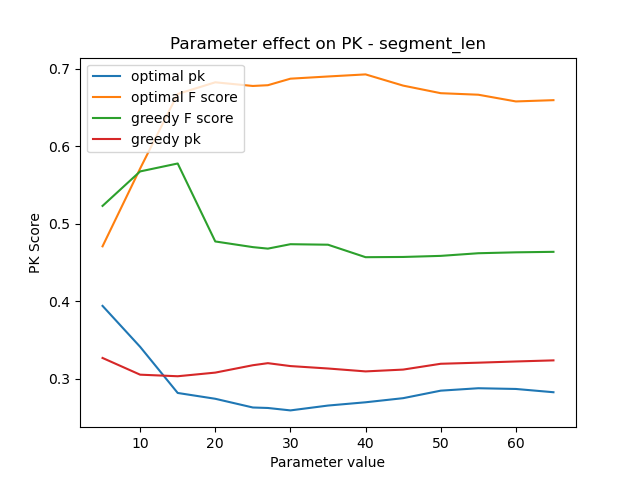 Parameter effect on PK - segment_len
optimal pk
optimal F score
greedy F score
greedy pk
PK Score
0.7
0.6
0.5
0.4
0.3
10 20 30 40 50 60
Parameter value